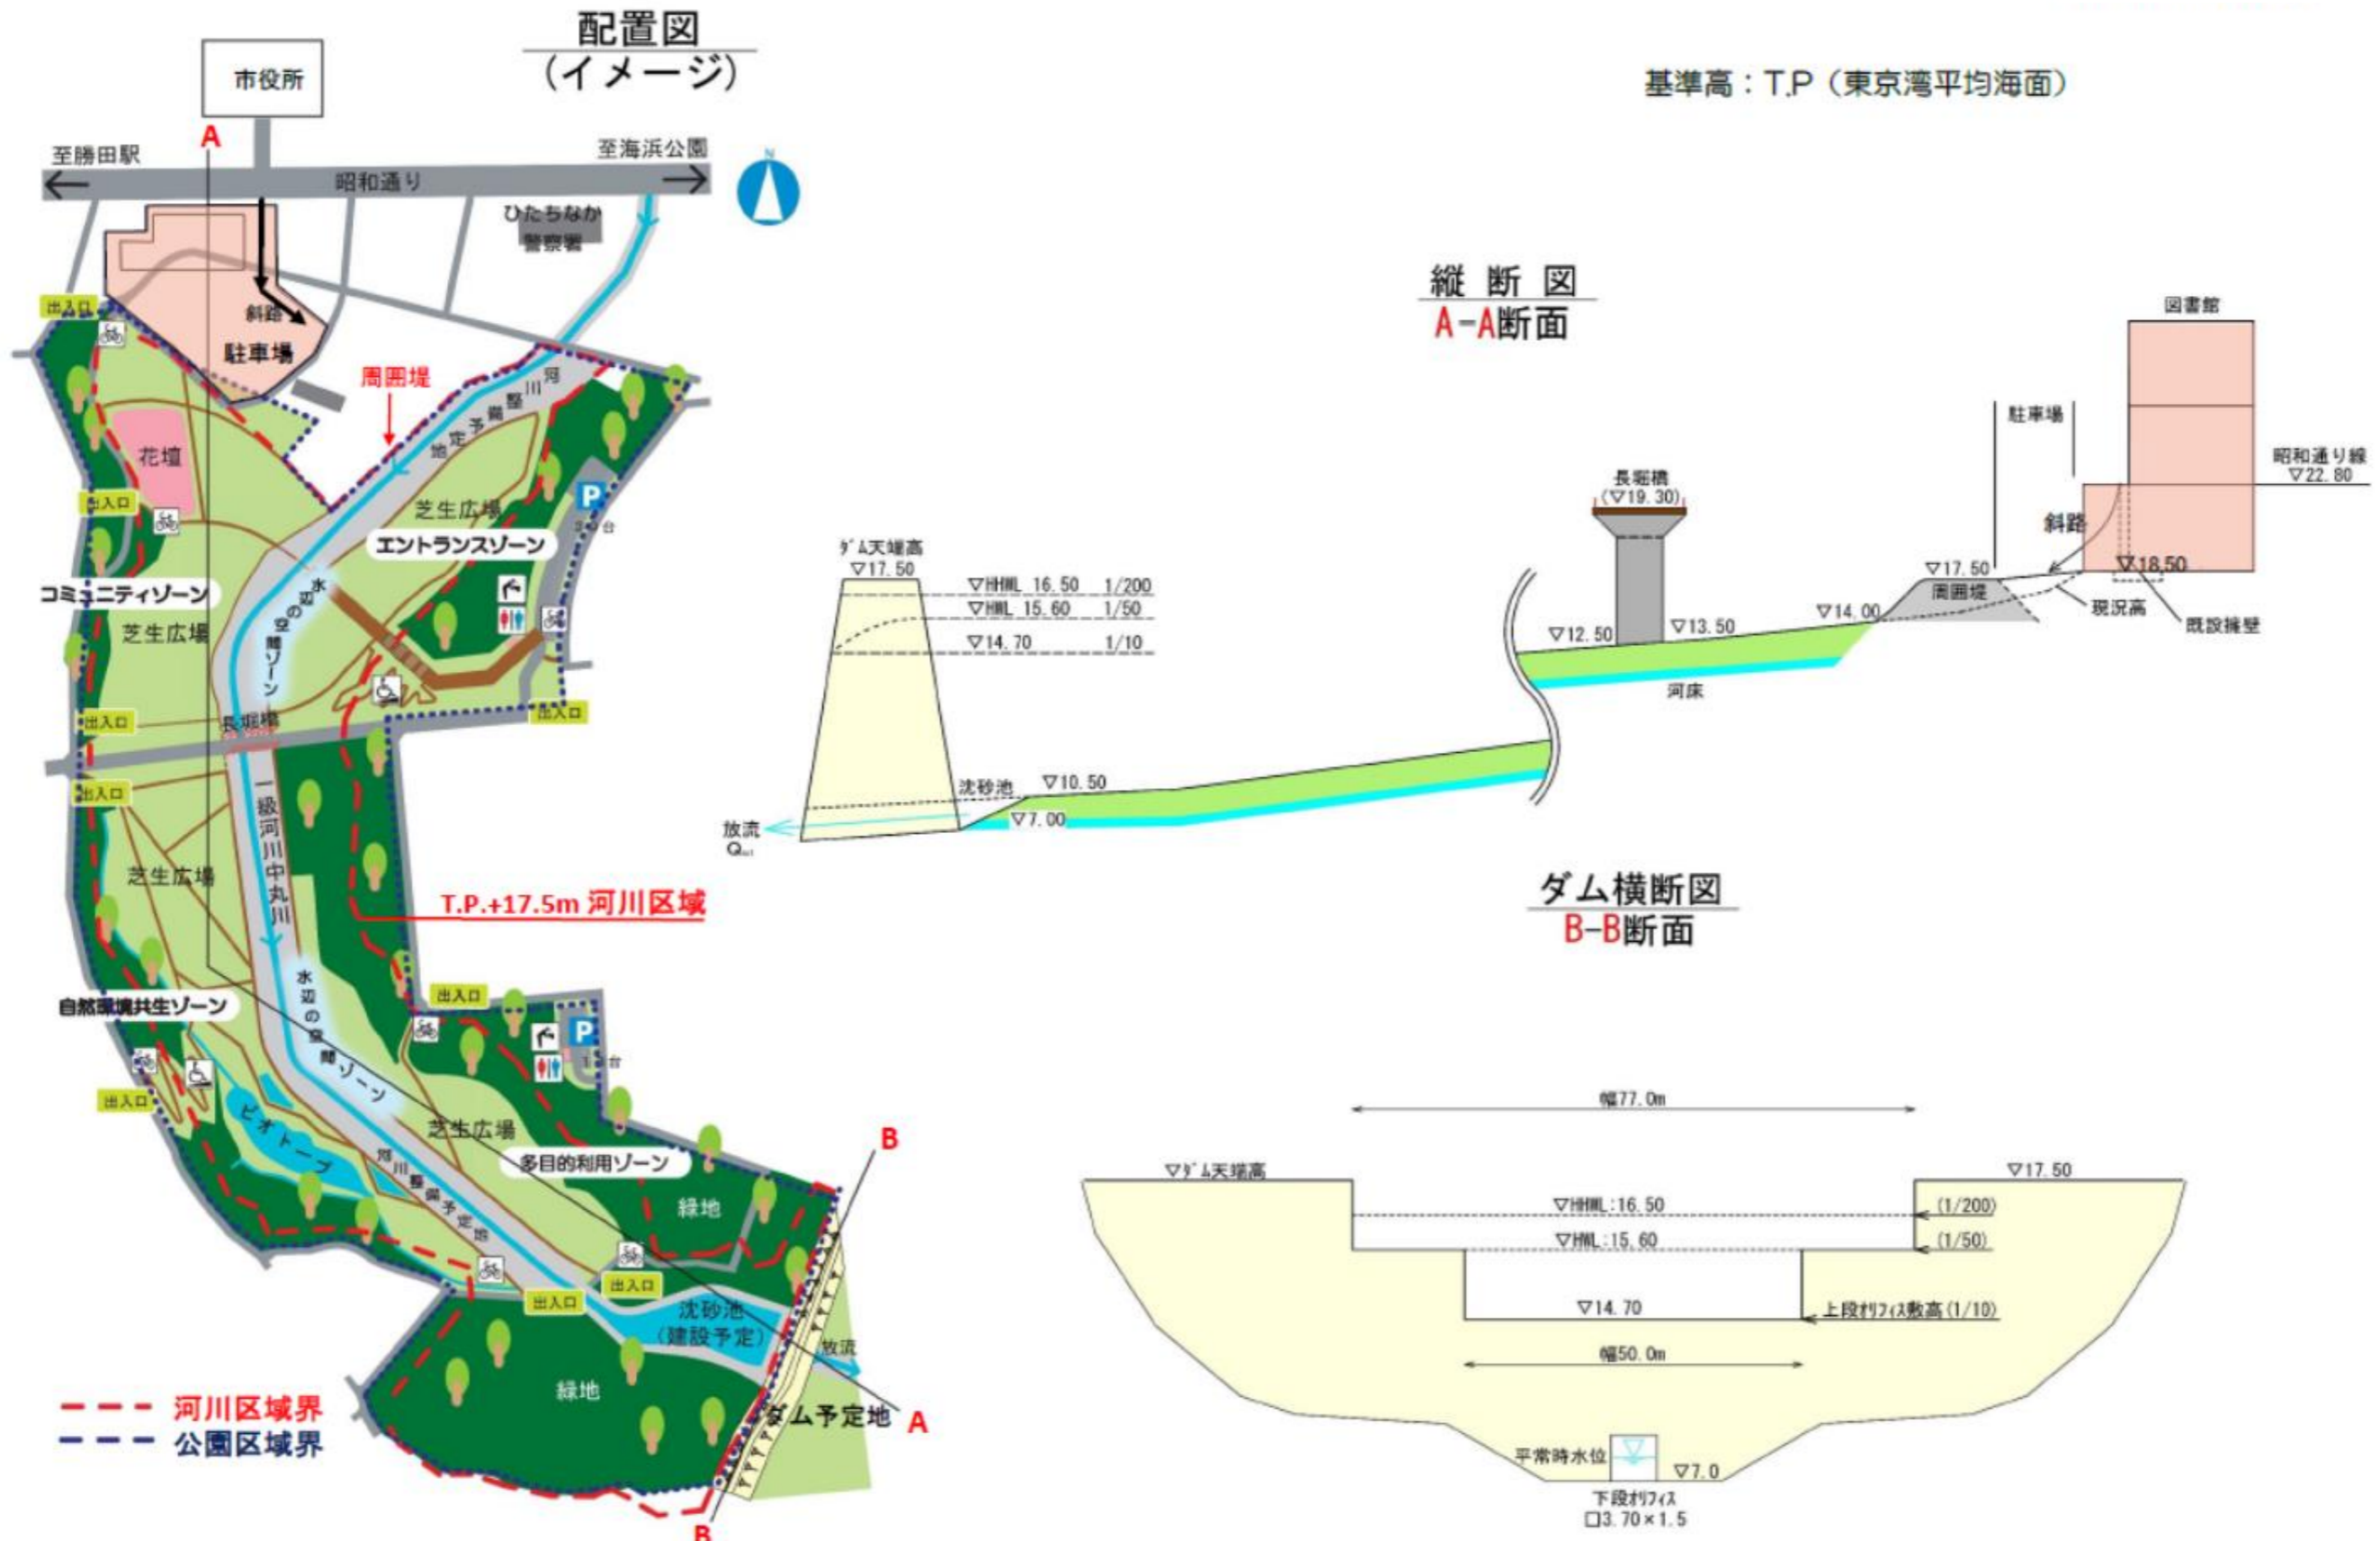 配置図
(イメージ)
基準高：T.P（東京湾平均海面）
市役所
A
至勝田駅
至海浜公園
昭和通り
N
ひたちなか
警察署
出入口
斜路
駐車場
周囲堤
河川整備予定地
花壇
出入口
芝生広場
P
エントランスゾーン
水辺の空間ゾーン
コミュニティゾーン
芝生広場
出入口
長堀橋
出入口
出入口
一級河川中丸川
芝生広場
T.P.+17.5m 河川区域
水辺の空間ゾーン
自然環境共生ゾーン
出入口
P
出入口
ビオトープ
芝生広場
多目的利用ゾーン
河川整備予定地
緑地
B
出入口
出入口
沈砂池
(建設予定)
放流
緑地
ダム予定地
A
B
河川区域界
公園区域界
縦断図
A-A断面
図書館
駐車場
昭和通り線
▽22.80
長堀橋
(▽19.30)
斜路
ﾀﾞﾑ天端高
▽17.50
▽HHWL 16.50 1/200
▽HWL 15.60 1/50
▽14.70 1/10
▽17.50
周囲堤
▽18.50
現況高
既設擁壁
▽14.00
▽12.50
▽13.50
河床
沈砂池
▽10.50
▽7.00
放流
ダム横断図
B-B断面
幅77.0m
▽ﾀﾞﾑ天端高
▽17.50
▽HHWL:16.50
(1/200)
▽HWL:15.60
(1/50)
▽14.70
上段ｵﾘﾌｨｽ敷高(1/10)
幅50.0m
平常時水位
▽7.0
下段ｵﾘﾌｨｽ
□3.70×1.5